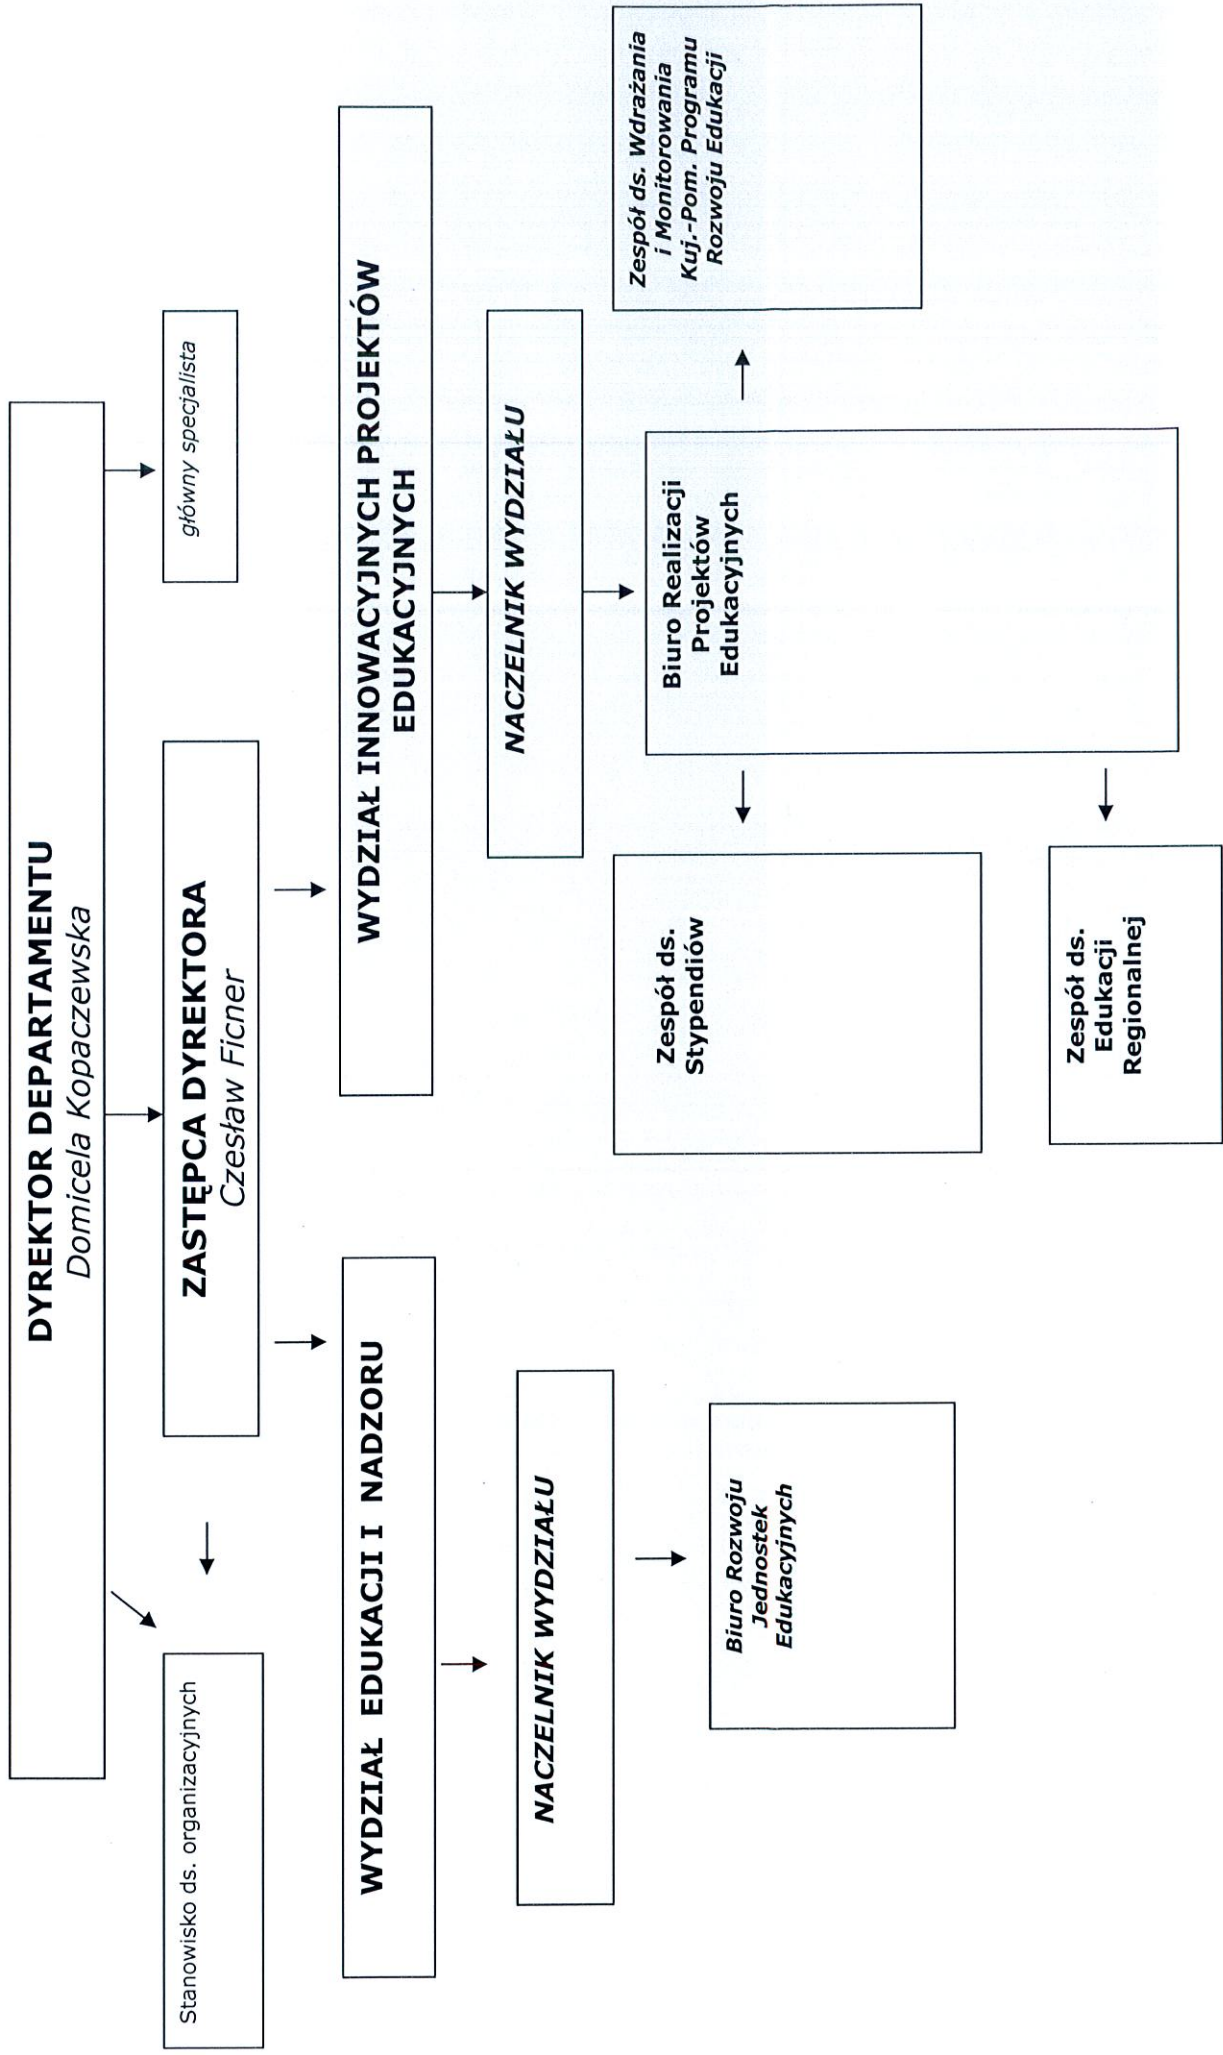 DYREKTOR DEPARTAMENTU
Domicela Kopaczewska
Stanowisko ds. organizacyjnych
ZASTĘPCA DYREKTORA
Czesław Ficner
główny specjalista
WYDZIAŁ EDUKACJI I NADZORU
WYDZIAŁ INNOWACYJNYCH PROJEKTÓW
EDUKACYJNYCH
NACZELNIK WYDZIAŁU
NACZELNIK WYDZIAŁU
Biuro Rozwoju
Jednostek
Edukacyjnych
Zespół ds.
Stypendiów
Biuro Realizacji
Projektów
Edukacyjnych
Zespół ds. Wdrażania
i Monitorowania
Kuj.-Pom. Programu
Rozwoju Edukacji
Zespół ds.
Edukacji
Regionalnej